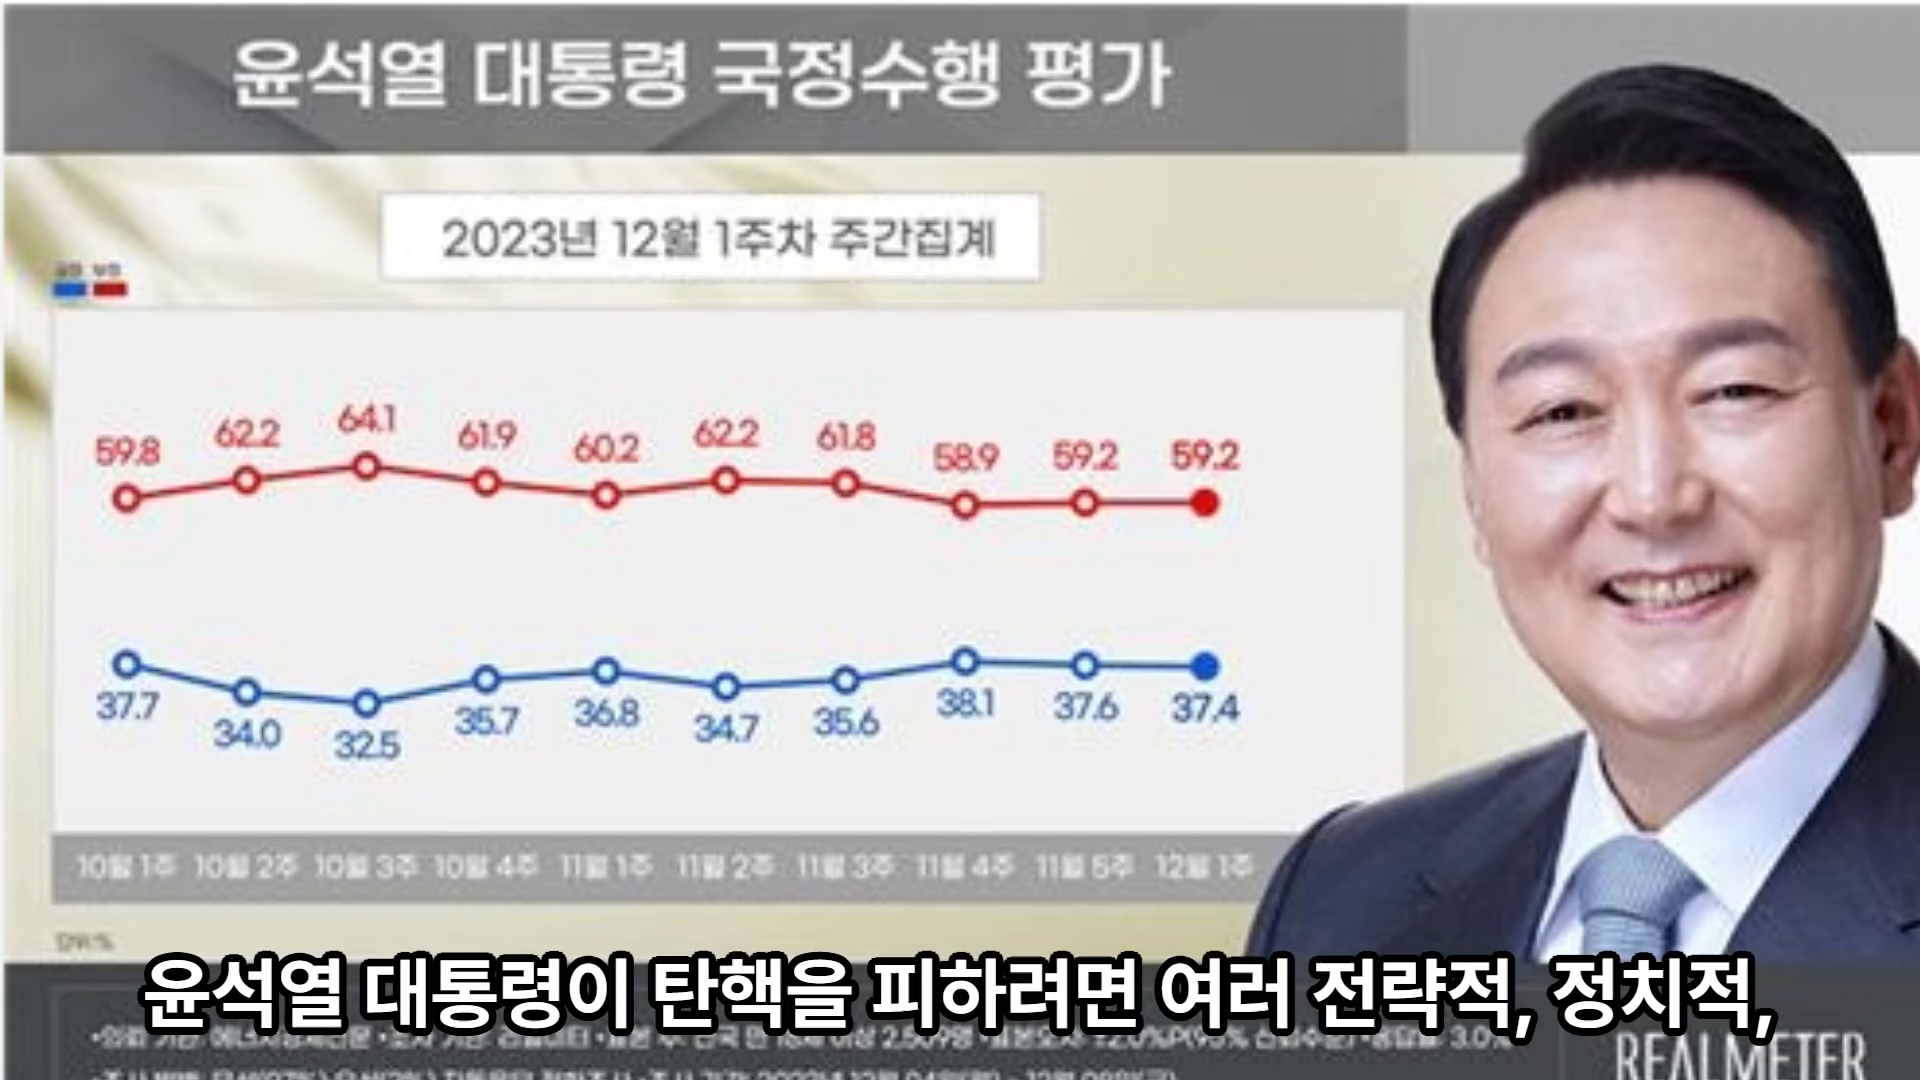 윤석열 대통령 국정수행 평가
2023년 12월 1주차 주간집계
긍정 부정
59.8 62.2 64.1 61.9 60.2 62.2 61.8 58.9 59.2 59.2
37.7 34.0 32.5 35.7 36.8 34.7 35.6 38.1 37.6 37.4
10월 1주 10월 2주 10월 3주 10월 4주 11월 1주 11월 2주 11월 3주 11월 4주 11월 5주 12월 1주
단위:%
윤석열 대통령이 탄핵을 피하려면 여러 전략적, 정치적,
REALMETER